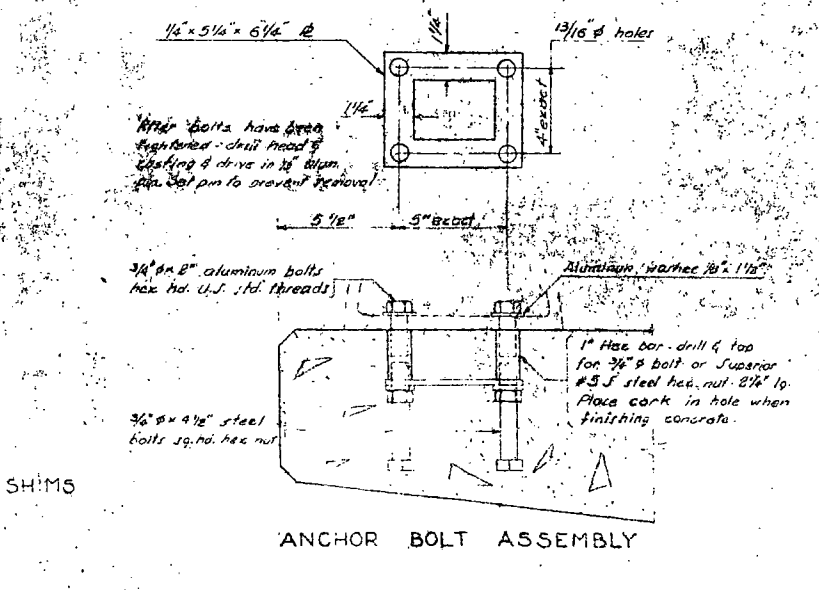 1/4" × 5 1/4" × 6 1/4" ℞
1/4"
13/16" ø holes
1 1/4"
4" exact
After bolts have been
tightened - drill head &
casting & drive in
pin. Set pin to prevent removal
5 1/2"
5" exact
3/4" ø × 2" aluminum bolts
hex hd. U.S. std. threads
Aluminum washer 1/8" × 1 1/2"
1" Hex bar - drill & tap
for 3/4" ø bolt or Superior
#5 S steel hex nut - 2 1/4" lg.
Place cork in hole when
finishing concrete.
3/4" ø × 4 1/2" steel
bolts sq. hd. hex nut
SHIMS
ANCHOR BOLT ASSEMBLY